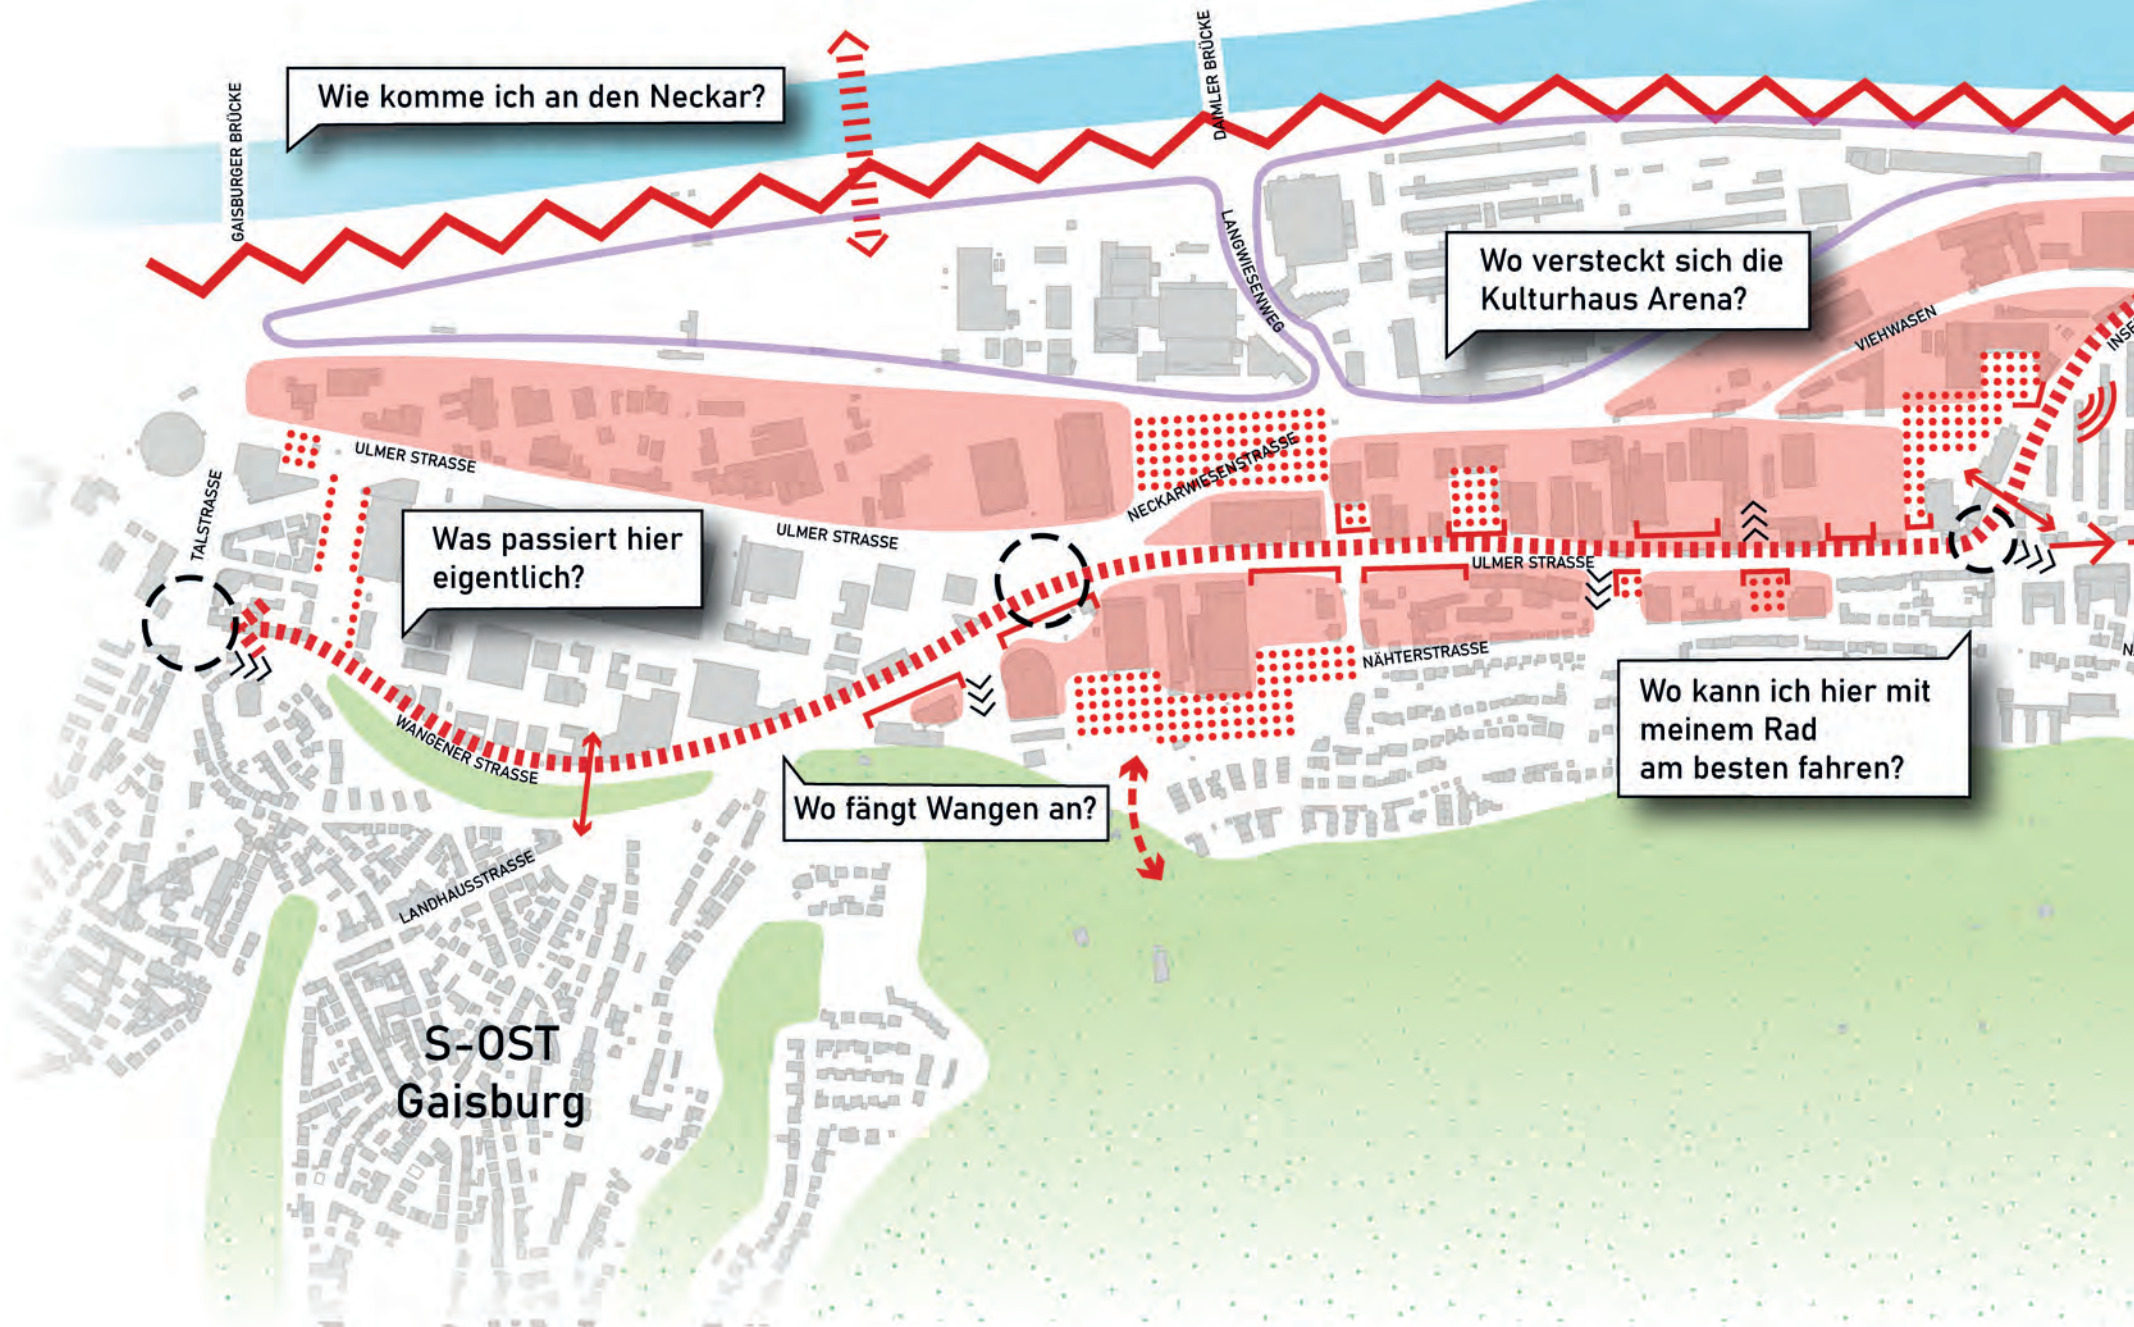 GAISBURGER BRÜCKE
Wie komme ich an den Neckar?
DAIMLER BRÜCKE
LANGWIESENWEG
Wo versteckt sich die
Kulturhaus Arena?
VIEHWASEN
TALSTRASSE
ULMER STRASSE
Was passiert hier
eigentlich?
ULMER STRASSE
NECKARWIESENSTRASSE
ULMER STRASSE
NÄHTERSTRASSE
WANGENER STRASSE
Wo fängt Wangen an?
Wo kann ich hier mit
meinem Rad
am besten fahren?
LANDHAUSSTRASSE
S-OST
Gaisburg